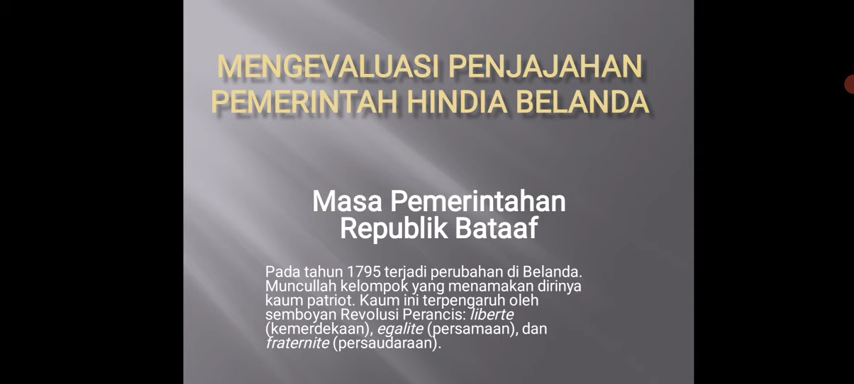 MENGEVALUASI PENJAJAHAN
PEMERINTAH HINDIA BELANDA
Masa Pemerintahan
Republik Bataaf
Pada tahun 1795 terjadi perubahan di Belanda.
Muncullah kelompok yang menamakan dirinya
kaum patriot. Kaum ini terpengaruh oleh
semboyan Revolusi Perancis: liberte
(kemerdekaan), egalite (persamaan), dan
fraternite (persaudaraan).